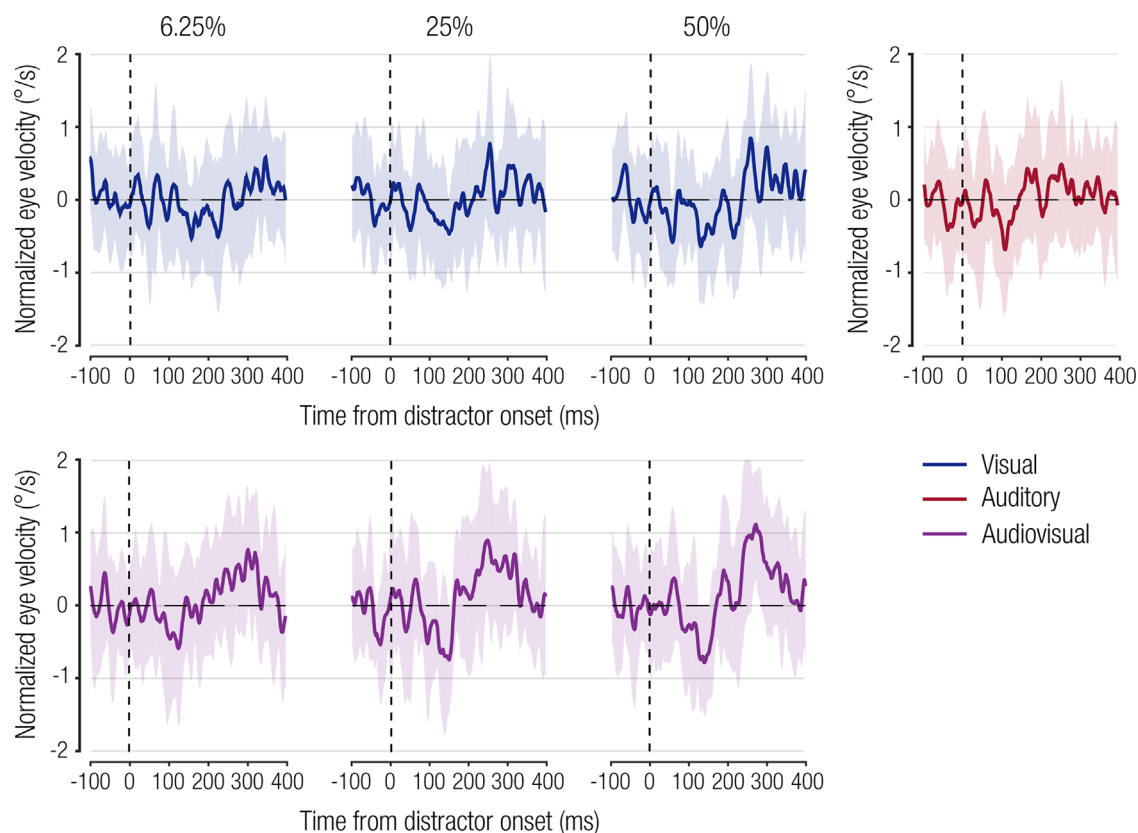 6.25% 25% 50%
Normalized eye velocity (°/s)
2
1
0
-1
-2
-100 0 100 200 300 400
-100 0 100 200 300 400
-100 0 100 200 300 400
Time from distractor onset (ms)
Normalized eye velocity (°/s)
2
1
0
-1
-2
-100 0 100 200 300 400
Visual
Auditory
Audiovisual
Normalized eye velocity (°/s)
2
1
0
-1
-2
-100 0 100 200 300 400
-100 0 100 200 300 400
-100 0 100 200 300 400
Time from distractor onset (ms)